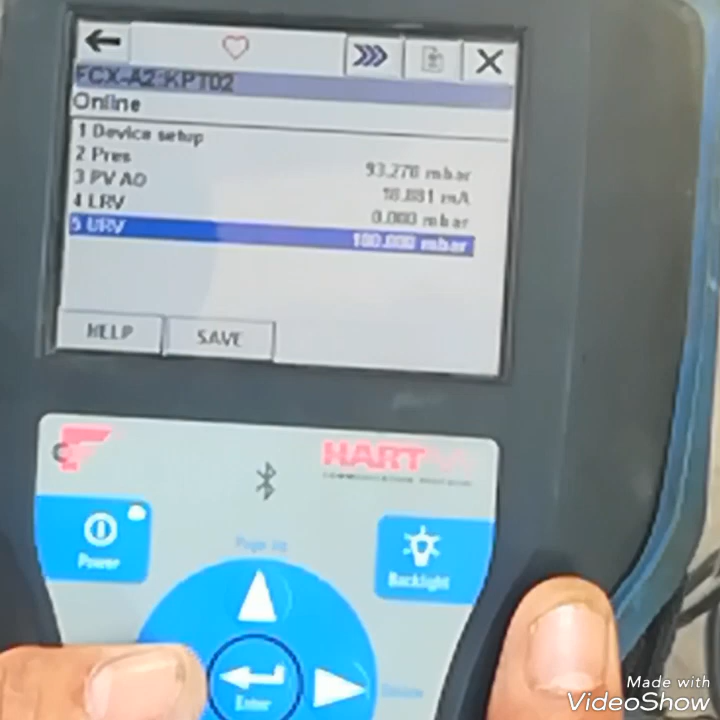 FCX-A2:KPT02
Online
1 Device setup
2 Pres 93.278 mbar
3 PV AO 18.881 mA
4 LRV 0.000 mbar
5 URV 100.000 mbar
HELP SAVE
HART
Power
Page Up
Backlight
Enter
Made with
VideoShow